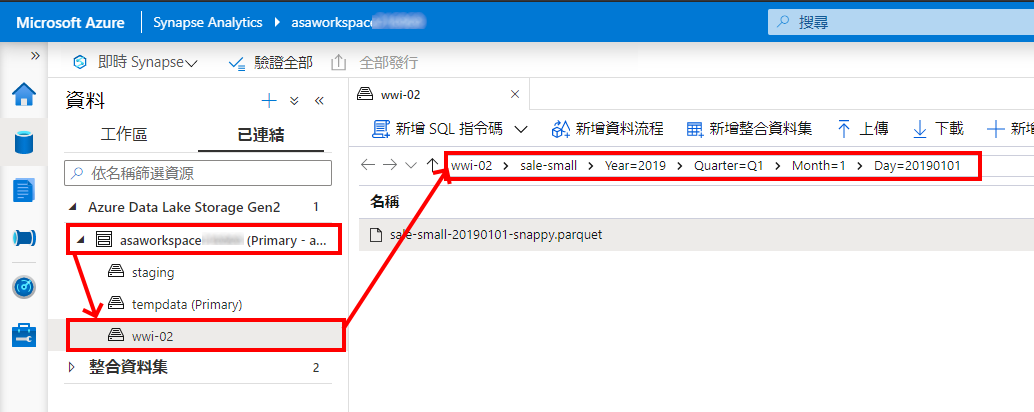 Microsoft Azure Synapse Analytics › asaworkspace 搜尋
» 即時 Synapse 驗證全部 全部發行
資料 + «
工作區 已連結
依名稱篩選資源
Azure Data Lake Storage Gen2 1
asaworkspace (Primary - a...
staging
tempdata (Primary)
wwi-02
整合資料集 2
wwi-02 ×
新增 SQL 指令碼 新增資料流程 新增整合資料集 上傳 下載 新增
wwi-02 › sale-small › Year=2019 › Quarter=Q1 › Month=1 › Day=20190101
名稱
sale-small-20190101-snappy.parquet